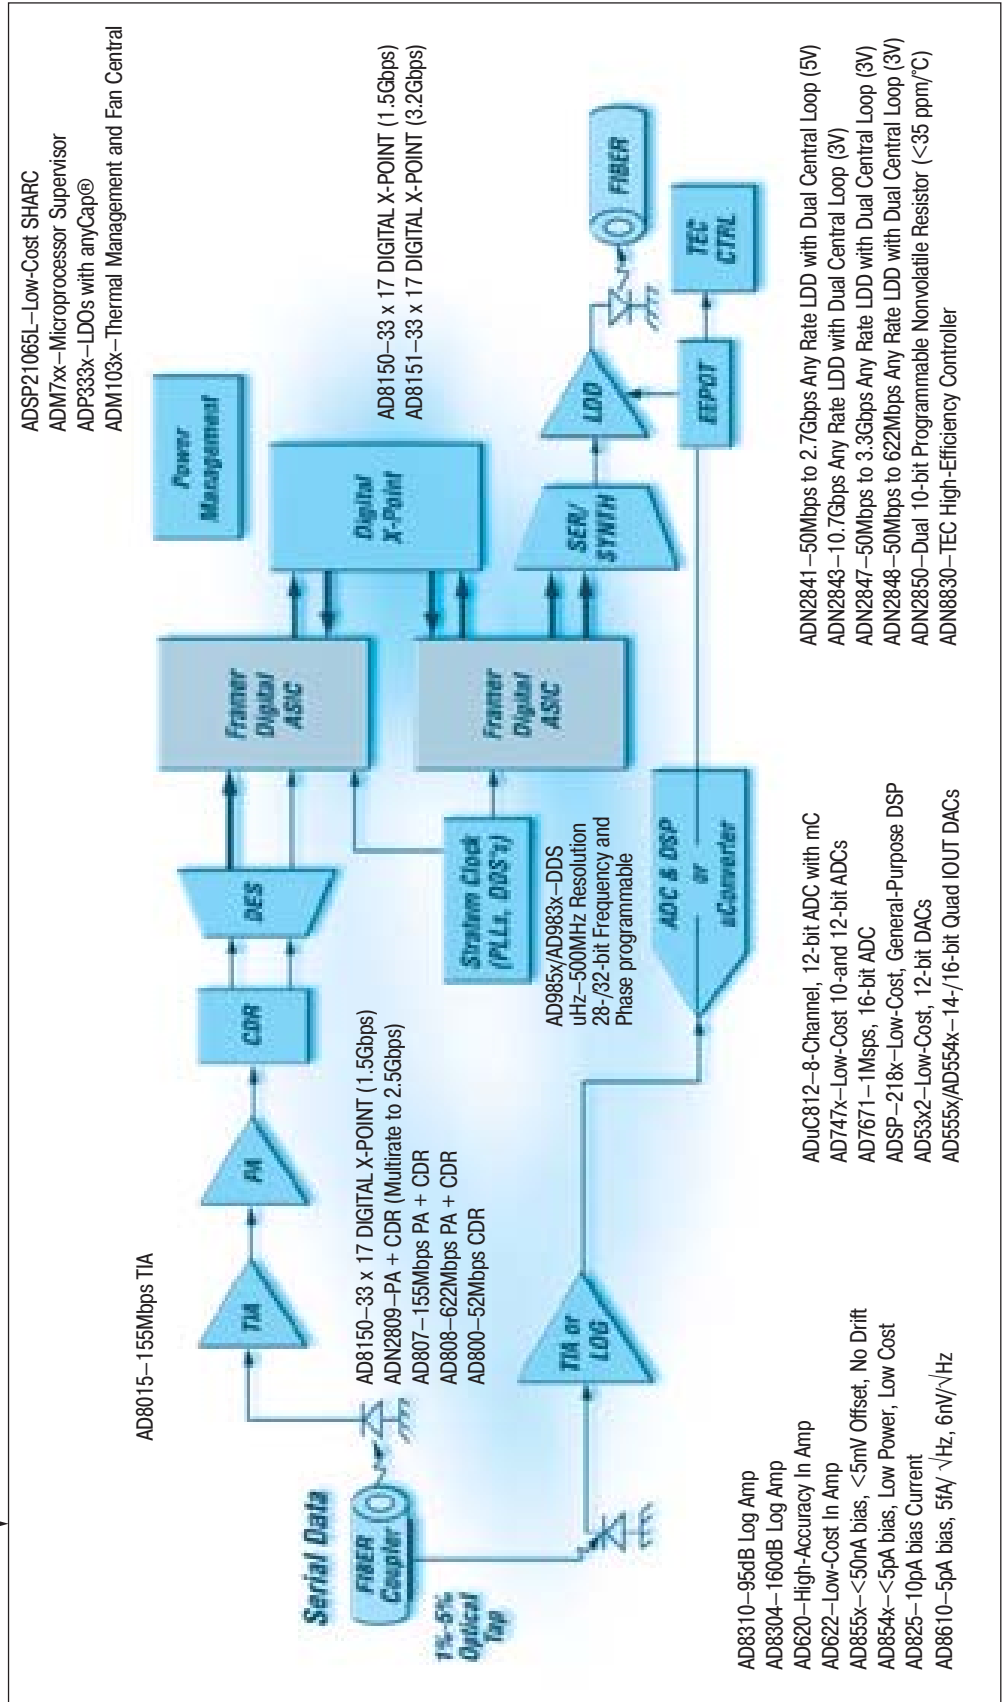 ADSP21065L–Low-Cost SHARC
ADM7xx–Microprocessor Supervisor
ADP333x–LDOs with anyCap®
ADM103x–Thermal Management and Fan Central
Power
Management
AD8015–155Mbps TIA
TIA
PA
CDR
DES
Framer
Digital
ASIC
Digital
X-Point
AD8150–33 x 17 DIGITAL X-POINT (1.5Gbps)
AD8151–33 x 17 DIGITAL X-POINT (3.2Gbps)
Serial Data
FIBER
Coupler
1%-5%
Optical
Tap
AD8150–33 x 17 DIGITAL X-POINT (1.5Gbps)
ADN2809–PA + CDR (Multirate to 2.5Gbps)
AD807–155Mbps PA + CDR
AD808–622Mbps PA + CDR
AD800–52Mbps CDR
Stratum Clock
(PLLs, DDS's)
AD985x/AD983x–DDS
uHz–500MHz Resolution
28-/32-bit Frequency and
Phase programmable
Framer
Digital
ASIC
SER/
SYNTH
LDD
FIBER
TIA or
LOG
ADC & DSP
or
uConverter
EEPOT
TEC
CTRL
AD8310–95dB Log Amp
AD8304–160dB Log Amp
AD620–High-Accuracy In Amp
AD622–Low-Cost In Amp
AD855x–<50nA bias, <5mV Offset, No Drift
AD854x–<5pA bias, Low Power, Low Cost
AD825–10pA bias Current
AD8610–5pA bias, 5fA/ √Hz, 6nV/√Hz
ADuC812–8-Channel, 12-bit ADC with mC
AD747x–Low-Cost 10-and 12-bit ADCs
AD7671–1Msps, 16-bit ADC
ADSP–218x–Low-Cost, General-Purpose DSP
AD53x2–Low-Cost, 12-bit DACs
AD555x/AD554x–14-/16-bit Quad IOUT DACs
ADN2841–50Mbps to 2.7Gbps Any Rate LDD with Dual Central Loop (5V)
ADN2843–10.7Gbps Any Rate LDD with Dual Central Loop (3V)
ADN2847–50Mbps to 3.3Gbps Any Rate LDD with Dual Central Loop (3V)
ADN2848–50Mbps to 622Mbps Any Rate LDD with Dual Central Loop (3V)
ADN2850–Dual 10-bit Programmable Nonvolatile Resistor (<35 ppm/°C)
ADN8830–TEC High-Efficiency Controller